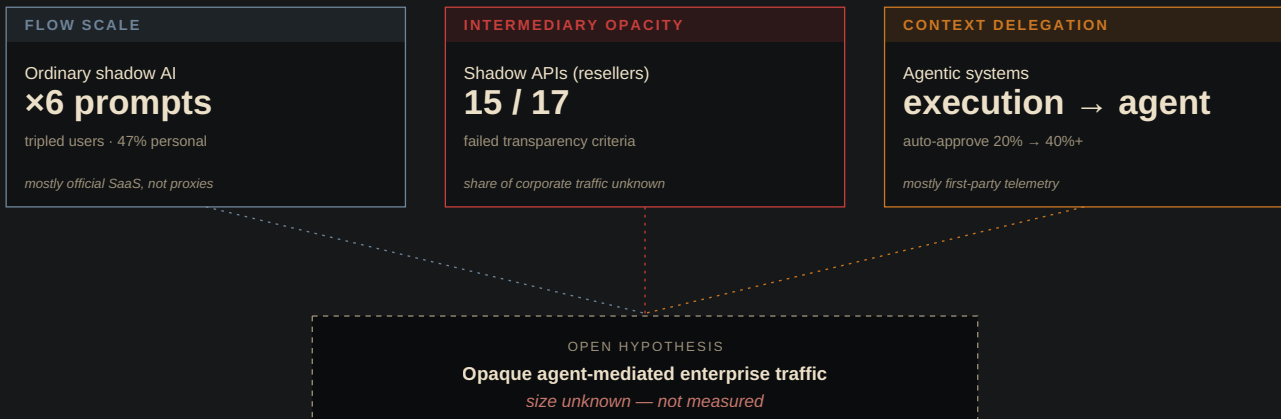 FLOW SCALE
Ordinary shadow AI
×6 prompts
tripled users · 47% personal
mostly official SaaS, not proxies
INTERMEDIARY OPACITY
Shadow APIs (resellers)
15 / 17
failed transparency criteria
share of corporate traffic unknown
CONTEXT DELEGATION
Agentic systems
execution → agent
auto-approve 20% → 40%+
mostly first-party telemetry
OPEN HYPOTHESIS
Opaque agent-mediated enterprise traffic
size unknown — not measured